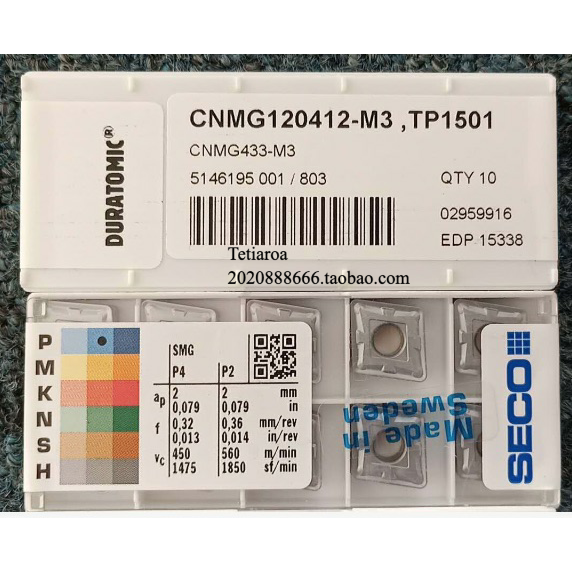 DURATOMIC®
CNMG120412-M3 ,TP1501
CNMG433-M3
5146195 001 / 803
QTY 10
02959916
EDP 15338
Tetiaroa
2020888666.taobao.com
P
M
K
N
S
H
SMG
P4 P2
ap 2 2 mm
0,079 0,079 in
f 0,32 0,36 mm/rev
0,013 0,014 in/rev
vc 450 560 m/min
1475 1850 sf/min
Made in
Sweden
SECO